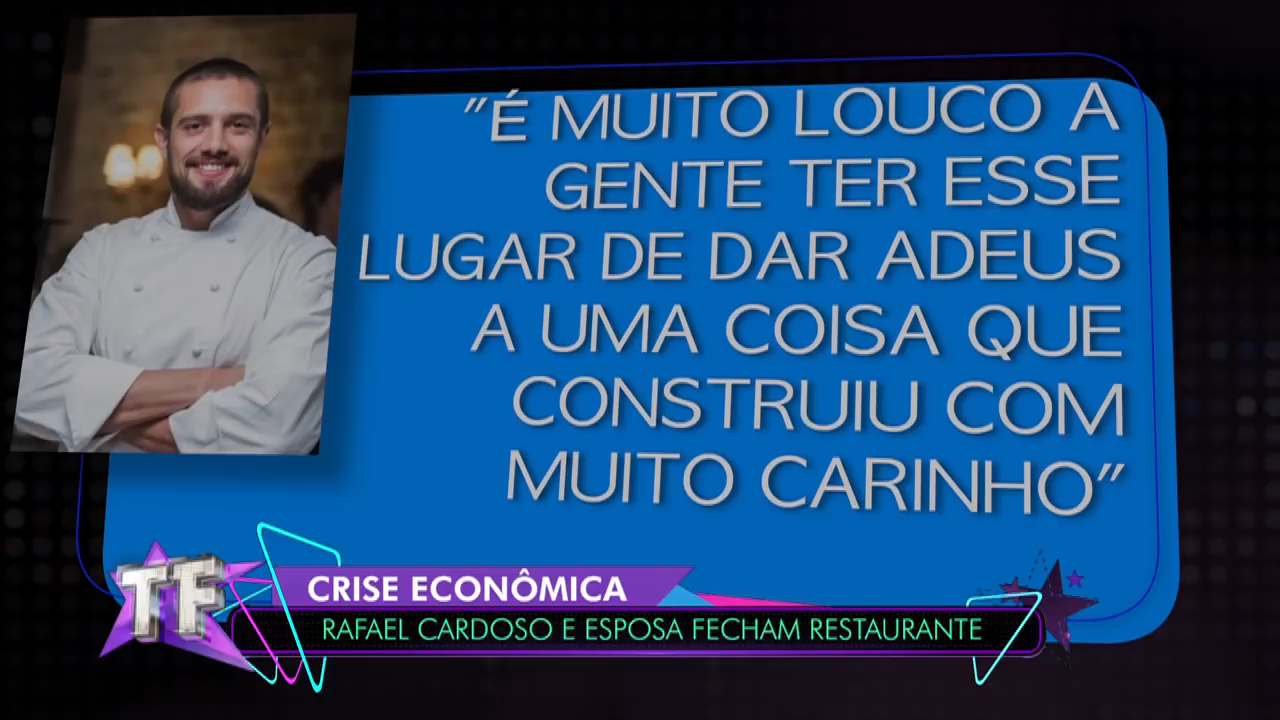 "É MUITO LOUCO A
GENTE TER ESSE
LUGAR DE DAR ADEUS
A UMA COISA QUE
CONSTRUIU COM
MUITO CARINHO"
TF
CRISE ECONÔMICA
RAFAEL CARDOSO E ESPOSA FECHAM RESTAURANTE